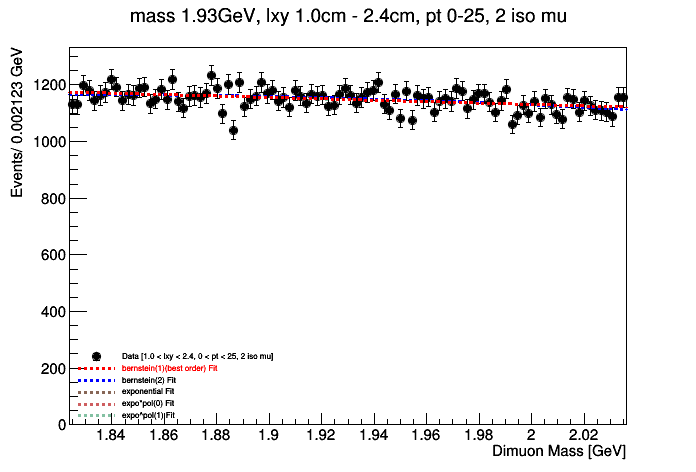 mass 1.93GeV, lxy 1.0cm - 2.4cm, pt 0-25, 2 iso mu
Events/ 0.002123 GeV
1200
1000
800
600
400
200
0
Data [1.0 < lxy < 2.4, 0 < pt < 25, 2 iso mu]
bernstein(1)(best order) Fit
bernstein(2) Fit
exponential Fit
expo*pol(0) Fit
expo*pol(1)Fit
1.84 1.86 1.88 1.9 1.92 1.94 1.96 1.98 2 2.02
Dimuon Mass [GeV]